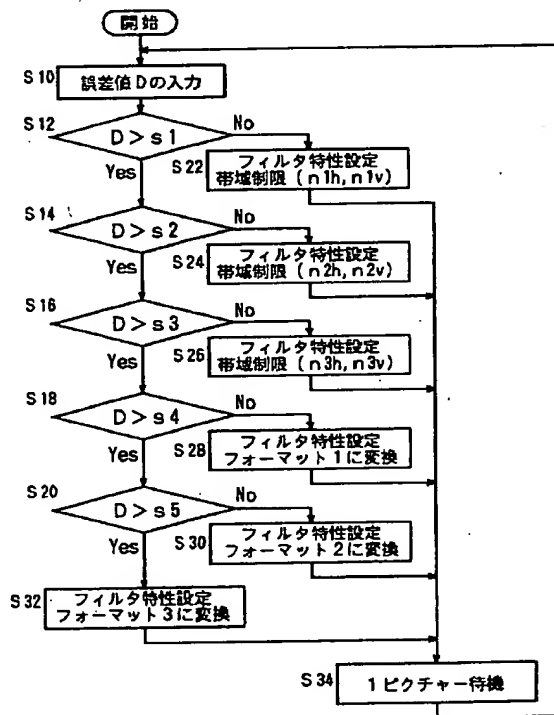 開始
S10
誤差値Dの入力
S12
D>s1
No
Yes
S22
フィルタ特性設定
帯域制限(n1h,n1v)
S14
D>s2
No
Yes
S24
フィルタ特性設定
帯域制限(n2h,n2v)
S16
D>s3
No
Yes
S26
フィルタ特性設定
帯域制限(n3h,n3v)
S18
D>s4
No
Yes
S28
フィルタ特性設定
フォーマット1に変換
S20
D>s5
No
Yes
S30
フィルタ特性設定
フォーマット2に変換
S32
フィルタ特性設定
フォーマット3に変換
S34
1ピクチャー待機